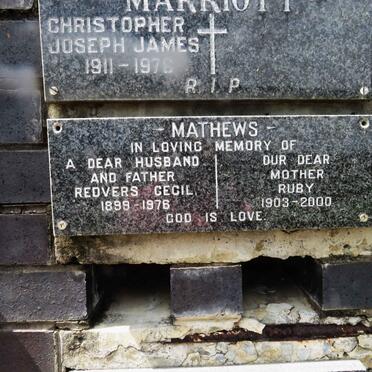 MARRIOTT
CHRISTOPHER
JOSEPH JAMES
1911-1976
R.I.P
- MATHEWS -
IN LOVING MEMORY OF
A DEAR HUSBAND
AND FATHER
REDVERS CECIL
1899-1976
OUR DEAR
MOTHER
RUBY
1903-2000
GOD IS LOVE.